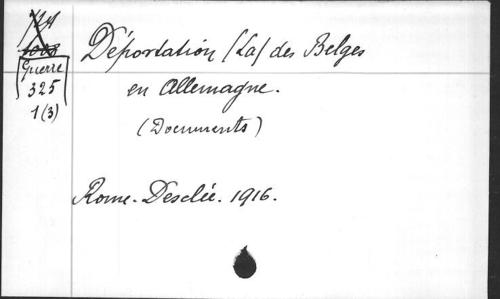 Déportation (La) des Belges
en Allemagne.
(Documents)
Rome. Desclée. 1916.
Guerre
325
1(3)